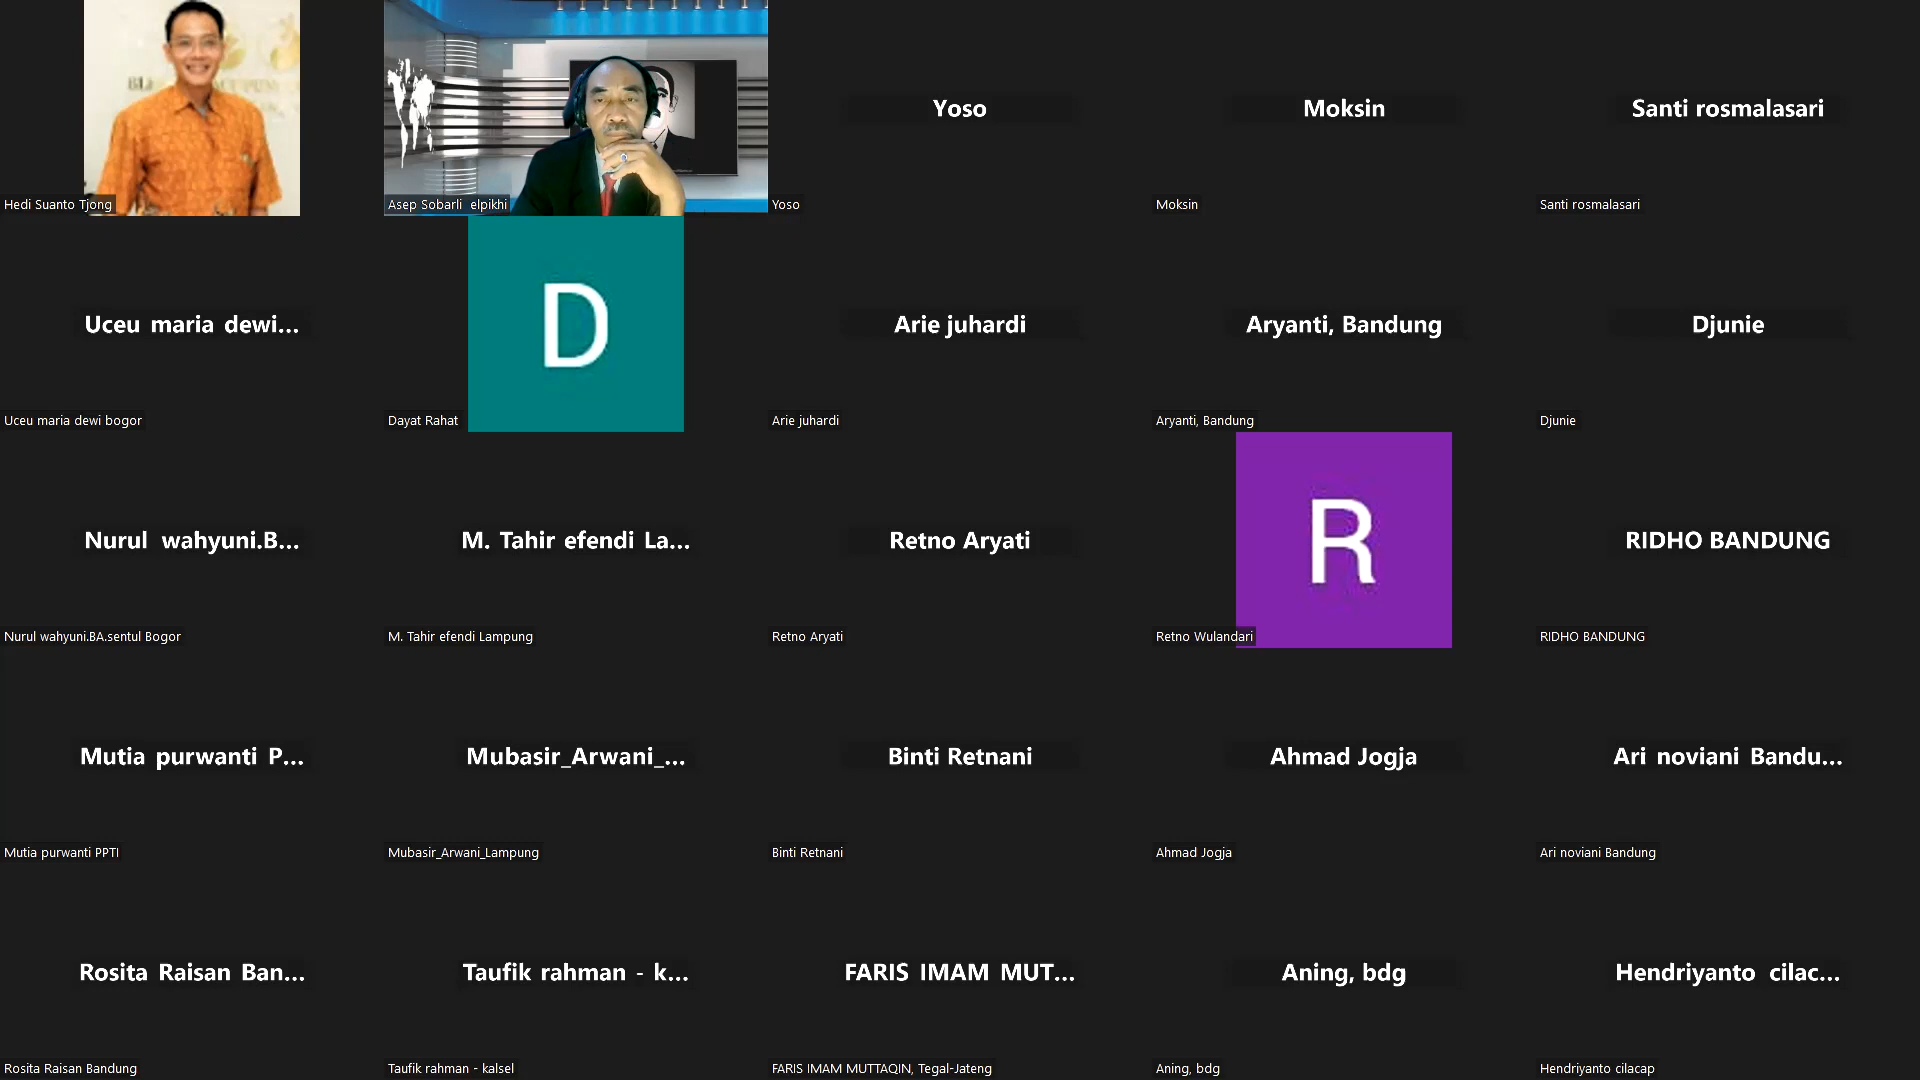 Hedi Suanto Tjong
Asep Sobarli elpikhi
Yoso
Yoso
Moksin
Moksin
Santi rosmalasari
Santi rosmalasari
Uceu maria dewi...
Uceu maria dewi bogor
D
Dayat Rahat
Arie juhardi
Arie juhardi
Aryanti, Bandung
Aryanti, Bandung
Djunie
Djunie
Nurul wahyuni.B...
Nurul wahyuni.BA.sentul Bogor
M. Tahir efendi La...
M. Tahir efendi Lampung
Retno Aryati
Retno Aryati
R
Retno Wulandari
RIDHO BANDUNG
RIDHO BANDUNG
Mutia purwanti P...
Mutia purwanti PPTI
Mubasir_Arwani_...
Mubasir_Arwani_Lampung
Binti Retnani
Binti Retnani
Ahmad Jogja
Ahmad Jogja
Ari noviani Bandu...
Ari noviani Bandung
Rosita Raisan Ban...
Rosita Raisan Bandung
Taufik rahman - k...
Taufik rahman - kalsel
FARIS IMAM MUT...
FARIS IMAM MUTTAQIN, Tegal-Jateng
Aning, bdg
Aning, bdg
Hendriyanto cilac...
Hendriyanto cilacap